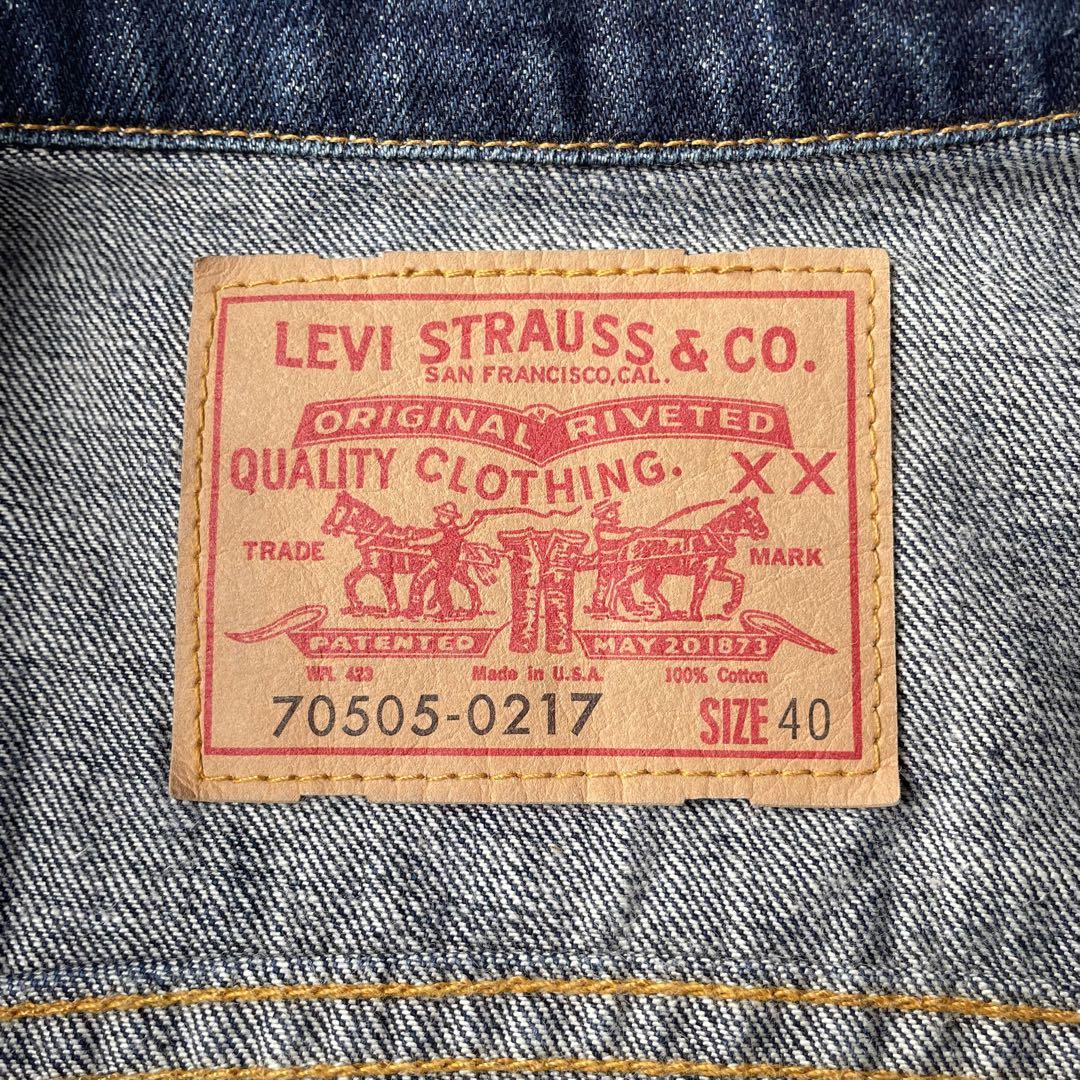 LEVI STRAUSS & CO.
SAN FRANCISCO, CAL.
ORIGINAL RIVETED
QUALITY CLOTHING. XX
TRADE MARK
PATENTED MAY 20 1873
WPL 423 Made in U.S.A. 100% Cotton
70505-0217 SIZE 40